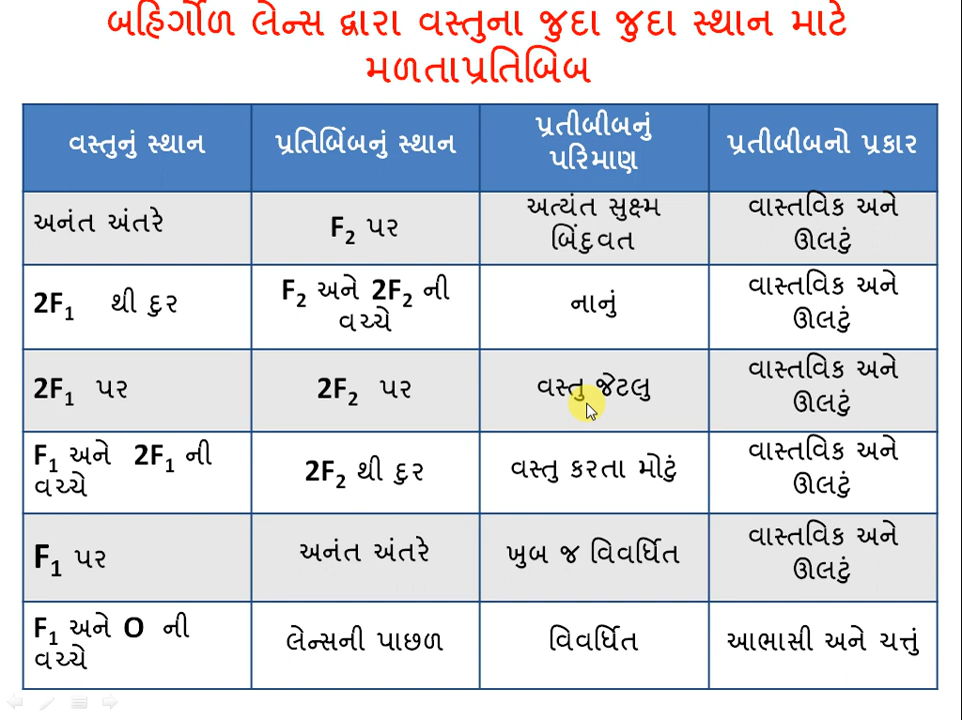 બહિર્ગોળ લેન્સ દ્વારા વસ્તુના જુદા જુદા સ્થાન માટે
મળતાપ્રતિબિબ
વસ્તુનું સ્થાન
પ્રતિબિંબનું સ્થાન
પ્રતીબીબનું
પરિમાણ
પ્રતીબીબનો પ્રકાર
અનંત અંતરે
F₂ પર
અત્યંત સુક્ષ્મ
બિંદુવત
વાસ્તવિક અને
ઊલટું
2F₁ થી દુર
F₂ અને 2F₂ ની
વચ્ચે
નાનું
વાસ્તવિક અને
ઊલટું
2F₁ પર
2F₂ પર
વસ્તુ જેટલુ
વાસ્તવિક અને
ઊલટું
F₁ અને 2F₁ ની
વચ્ચે
2F₂ થી દુર
વસ્તુ કરતા મોટું
વાસ્તવિક અને
ઊલટું
F₁ પર
અનંત અંતરે
ખુબ જ વિવર્ધિત
વાસ્તવિક અને
ઊલટું
F₁ અને O ની
વચ્ચે
લેન્સની પાછળ
વિવર્ધિત
આભાસી અને ચત્તું